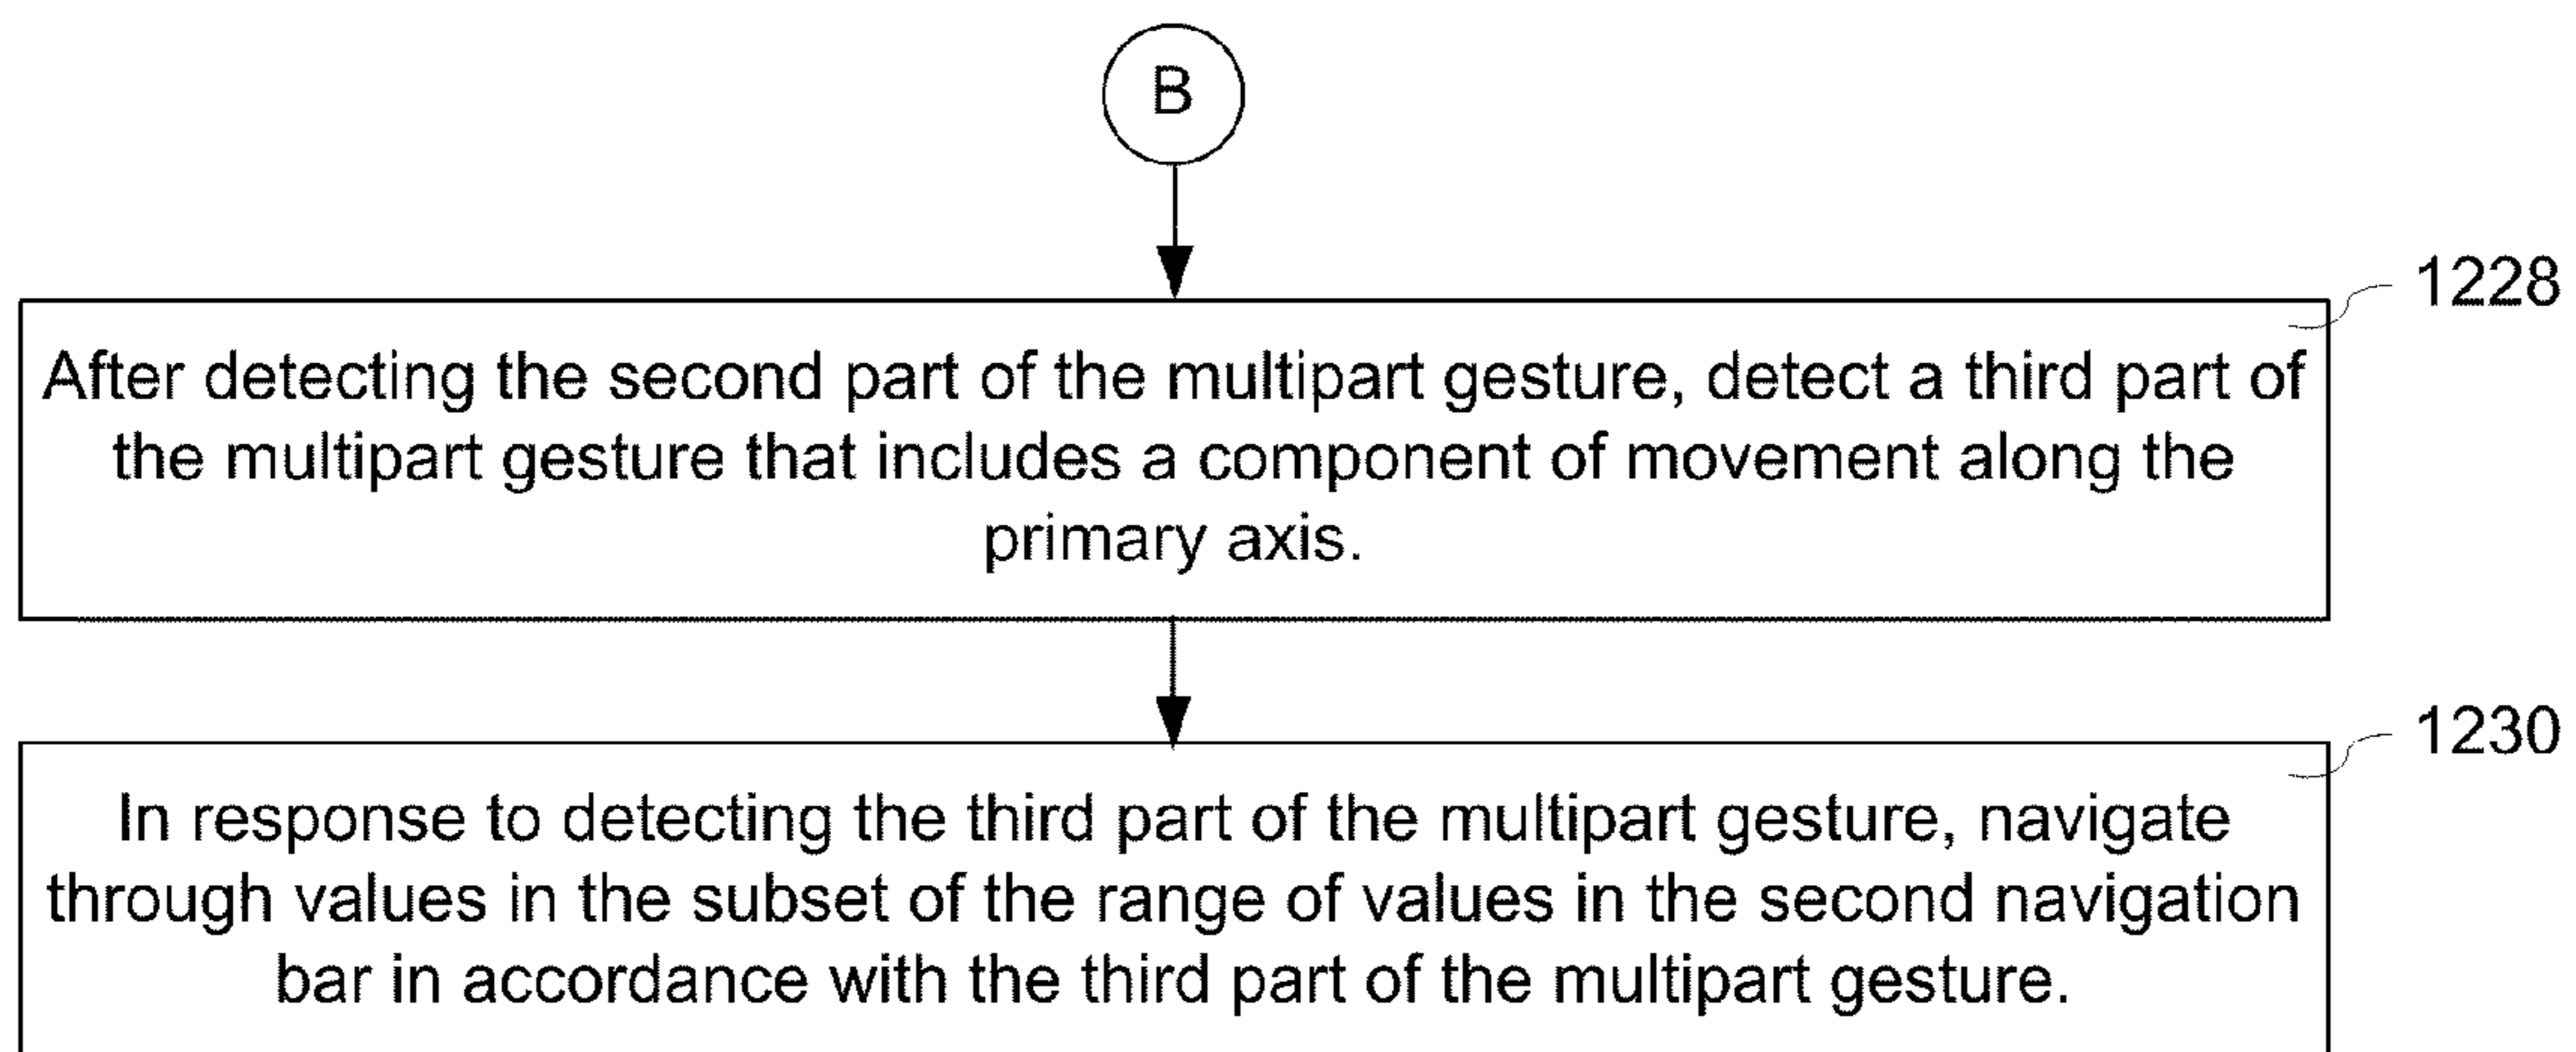 B
1228
After detecting the second part of the multipart gesture, detect a third part of
the multipart gesture that includes a component of movement along the
primary axis.
1230
In response to detecting the third part of the multipart gesture, navigate
through values in the subset of the range of values in the second navigation
bar in accordance with the third part of the multipart gesture.